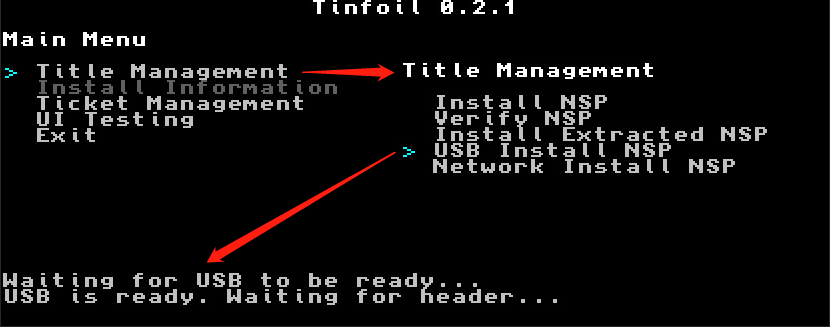 Tinfoil 0.2.1
Main Menu
> Title Management
Install Information
Ticket Management
UI Testing
Exit
Title Management
Install NSP
Verify NSP
Install Extracted NSP
> USB Install NSP
Network Install NSP
Waiting for USB to be ready...
USB is ready. Waiting for header...